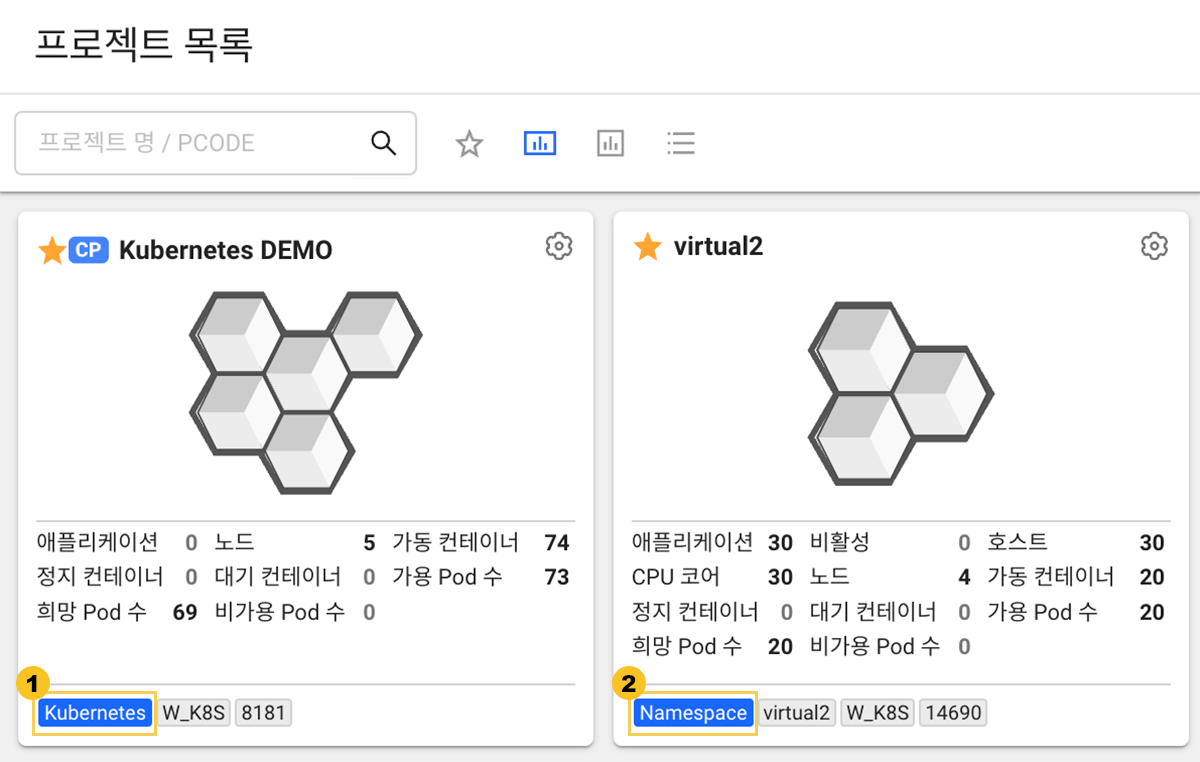 프로젝트 목록
프로젝트 명 / PCODE
CP Kubernetes DEMO
애플리케이션 0 노드 5 가동 컨테이너 74
정지 컨테이너 0 대기 컨테이너 0 가용 Pod 수 73
희망 Pod 수 69 비가용 Pod 수 0
1
Kubernetes W_K8S 8181
virtual2
애플리케이션 30 비활성 0 호스트 30
CPU 코어 30 노드 4 가동 컨테이너 20
정지 컨테이너 0 대기 컨테이너 0 가용 Pod 수 20
희망 Pod 수 20 비가용 Pod 수 0
2
Namespace virtual2 W_K8S 14690